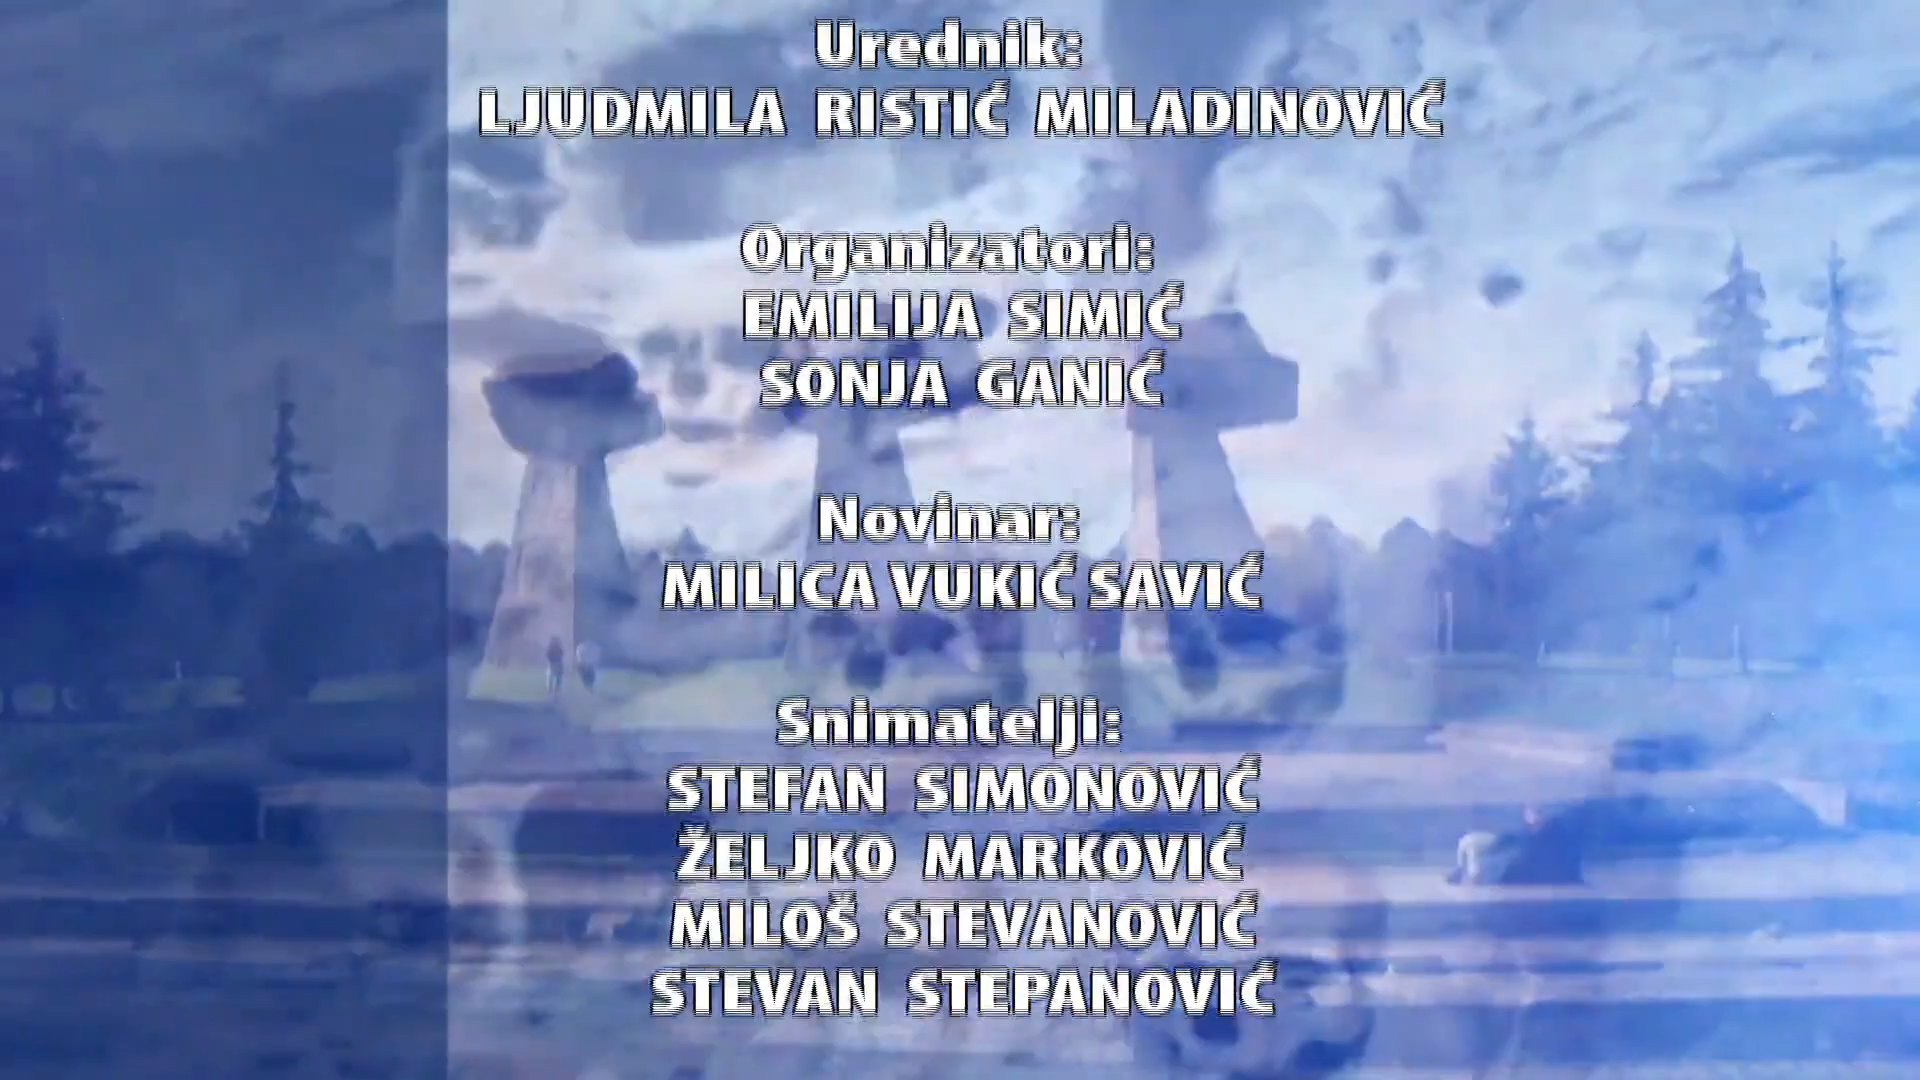 Urednik:
LJUDMILA RISTIĆ MILADINOVIĆ
Organizatori:
EMILIJA SIMIĆ
SONJA GANIĆ
Novinar:
MILICA VUKIĆ SAVIĆ
Snimatelji:
STEFAN SIMONOVIĆ
ŽELJKO MARKOVIĆ
MILOŠ STEVANOVIĆ
STEVAN STEPANOVIĆ